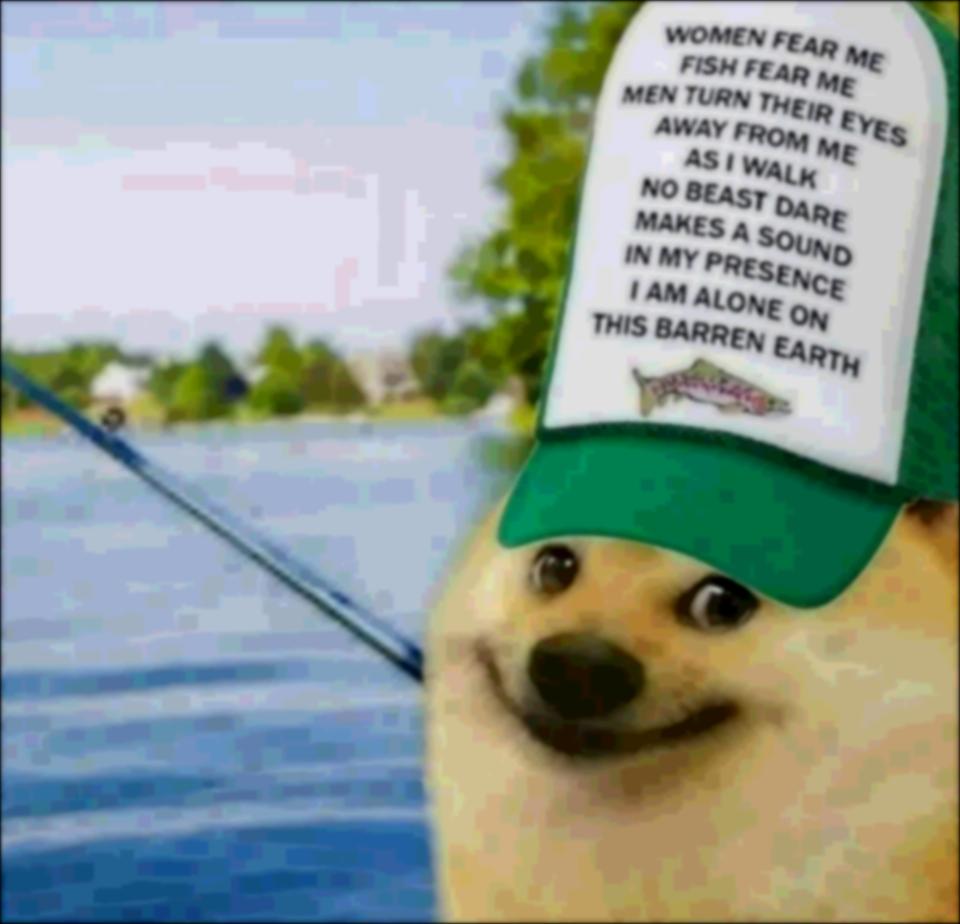 WOMEN FEAR ME
FISH FEAR ME
MEN TURN THEIR EYES
AWAY FROM ME
AS I WALK
NO BEAST DARE
MAKES A SOUND
IN MY PRESENCE
I AM ALONE ON
THIS BARREN EARTH